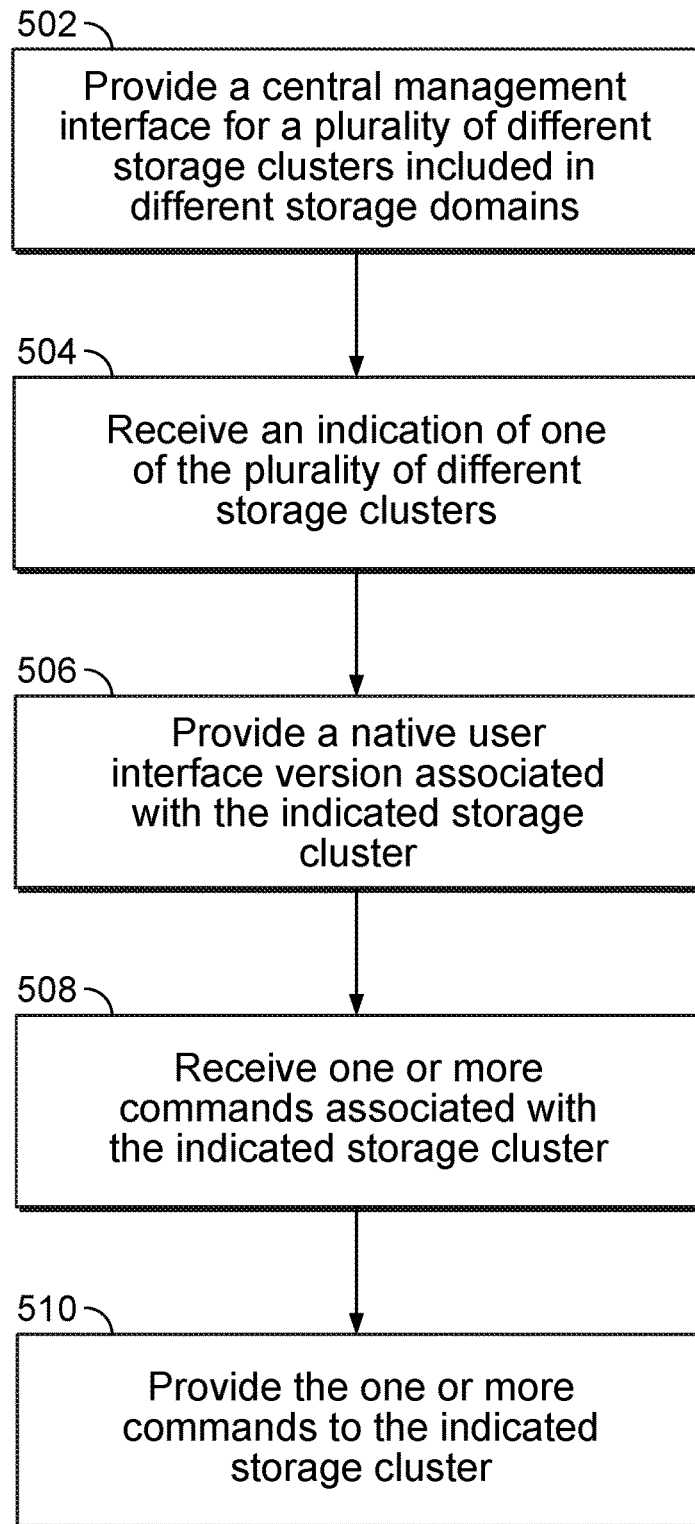 502
Provide a central management
interface for a plurality of different
storage clusters included in
different storage domains
504
Receive an indication of one
of the plurality of different
storage clusters
506
Provide a native user
interface version associated
with the indicated storage
cluster
508
Receive one or more
commands associated with
the indicated storage cluster
510
Provide the one or more
commands to the indicated
storage cluster